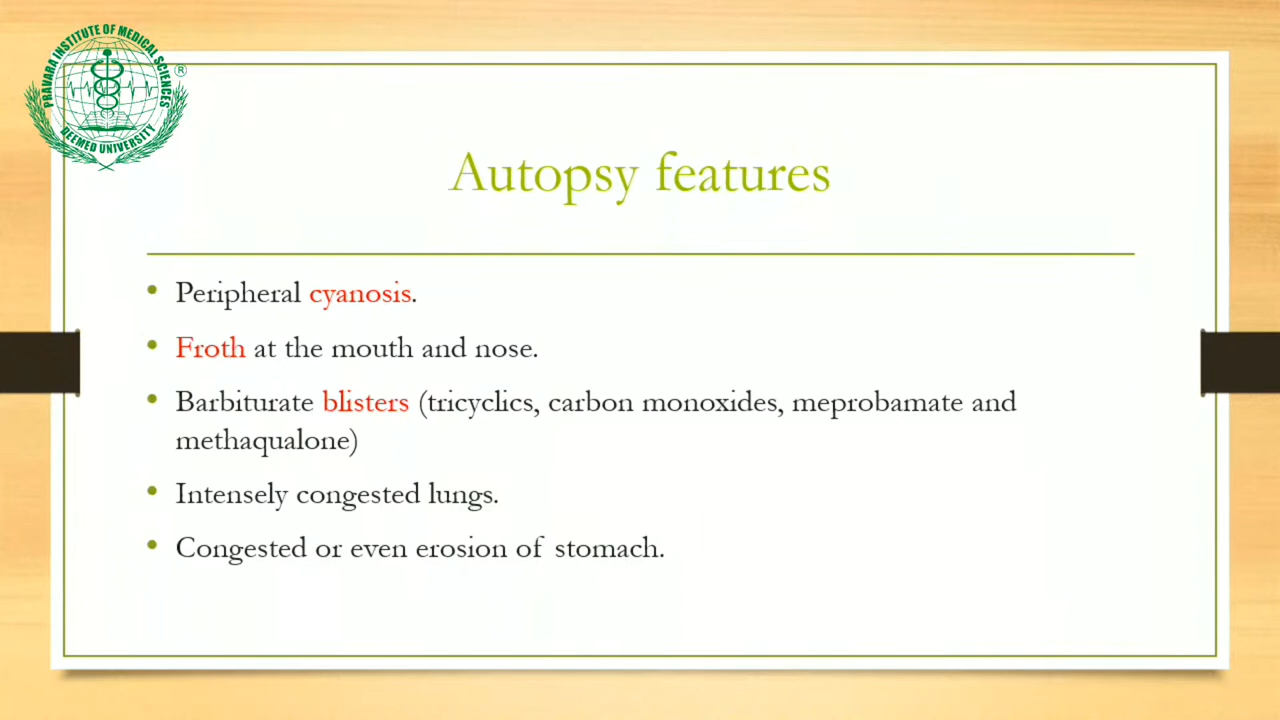 PRAVARA INSTITUTE OF MEDICAL SCIENCES
®
DEEMED UNIVERSITY
Autopsy features
• Peripheral cyanosis.
• Froth at the mouth and nose.
• Barbiturate blisters (tricyclics, carbon monoxides, meprobamate and
methaqualone)
• Intensely congested lungs.
• Congested or even erosion of stomach.